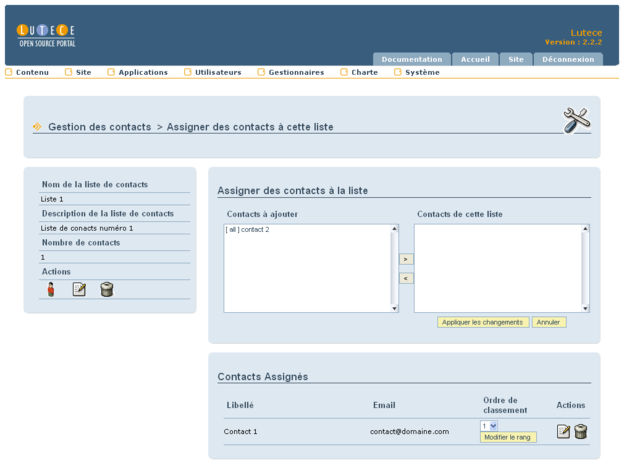 LUTECE
OPEN SOURCE PORTAL
Lutece
Version : 2.2.2
Documentation Accueil Site Déconnexion
Contenu Site Applications Utilisateurs Gestionnaires Charte Système
Gestion des contacts > Assigner des contacts à cette liste
Nom de la liste de contacts
Liste 1
Description de la liste de contacts
Liste de conacts numéro 1
Nombre de contacts
1
Actions
Assigner des contacts à la liste
Contacts à ajouter Contacts de cette liste
[ all ] contact 2
>
<
Appliquer les changements Annuler
Contacts Assignés
Libellé Email Ordre de classement Actions
Contact 1 contact@domaine.com 1
Modifier le rang